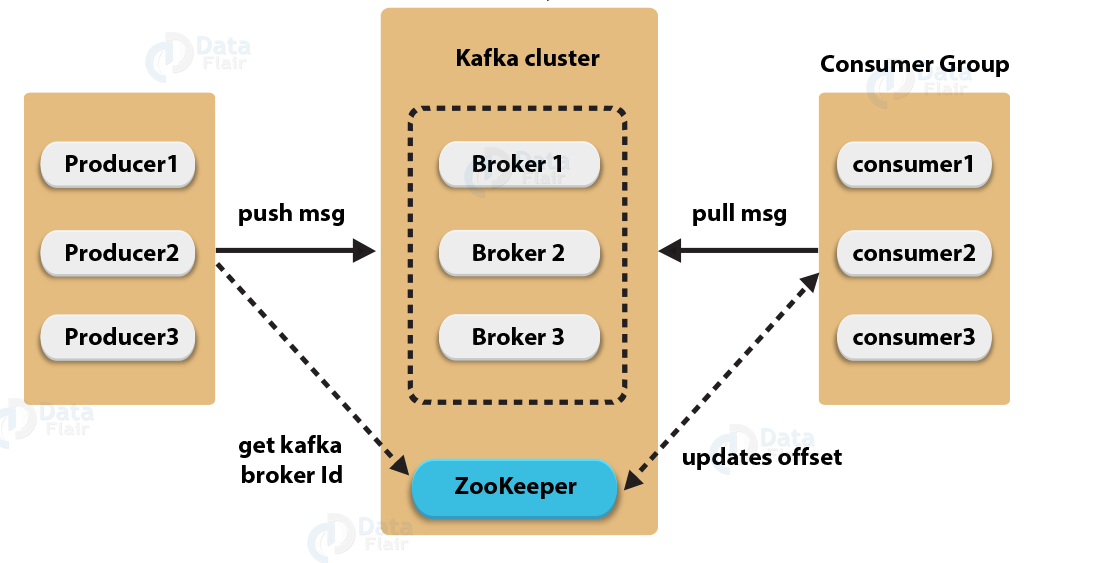 Kafka cluster
Consumer Group
Data
Flair
Data
Flair
Producer1
Broker 1
Data
Flair
consumer1
push msg
pull msg
Producer2
Broker 2
consumer2
Producer3
Broker 3
consumer3
Data
Flair
get kafka
broker Id
updates offset
Data
Flair
ZooKeeper
Data
Flair